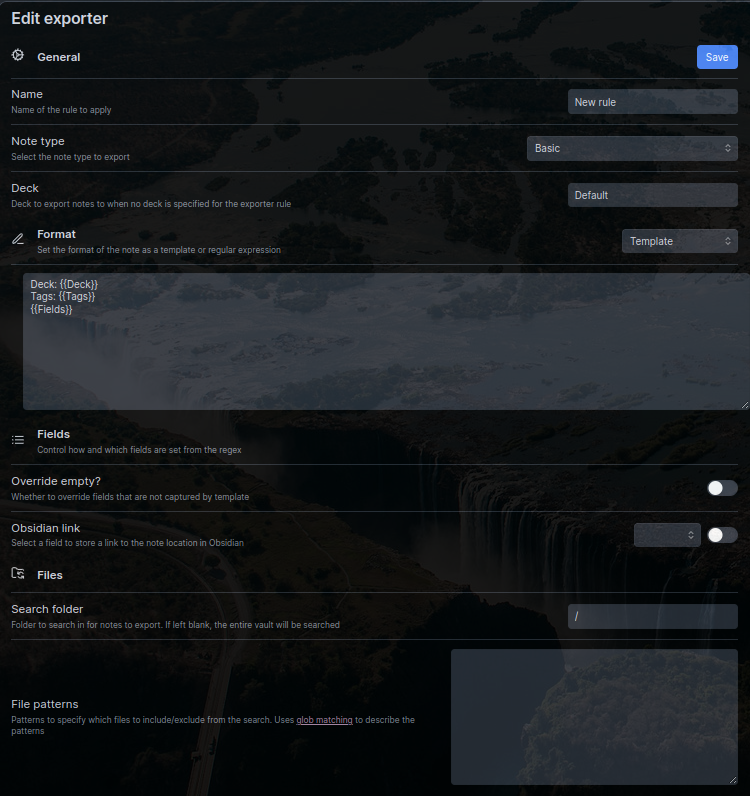 Edit exporter
General
Save
Name
Name of the rule to apply
New rule
Note type
Select the note type to export
Basic
Deck
Deck to export notes to when no deck is specified for the exporter rule
Default
Format
Set the format of the note as a template or regular expression
Template
Deck: {{Deck}}
Tags: {{Tags}}
{{Fields}}
Fields
Control how and which fields are set from the regex
Override empty?
Whether to override fields that are not captured by template
Obsidian link
Select a field to store a link to the note location in Obsidian
Files
Search folder
Folder to search in for notes to export. If left blank, the entire vault will be searched
/
File patterns
Patterns to specify which files to include/exclude from the search. Uses glob matching to describe the
patterns